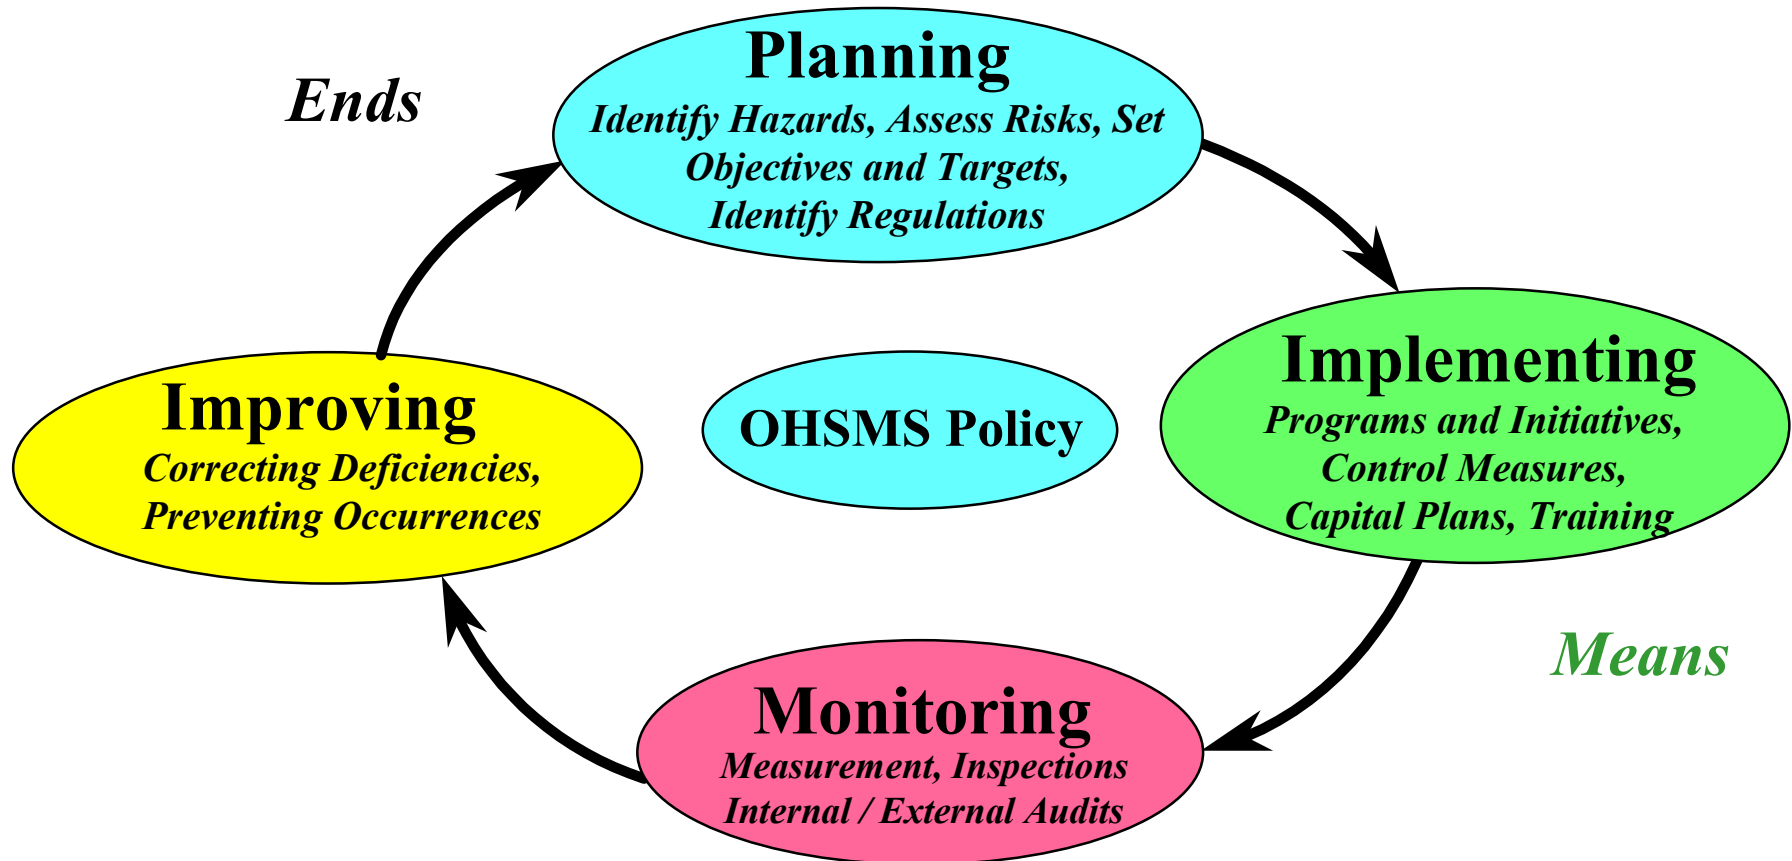 Ends
Planning
Identify Hazards, Assess Risks, Set
Objectives and Targets,
Identify Regulations
Implementing
Programs and Initiatives,
Control Measures,
Capital Plans, Training
Improving
Correcting Deficiencies,
Preventing Occurrences
OHSMS Policy
Means
Monitoring
Measurement, Inspections
Internal / External Audits